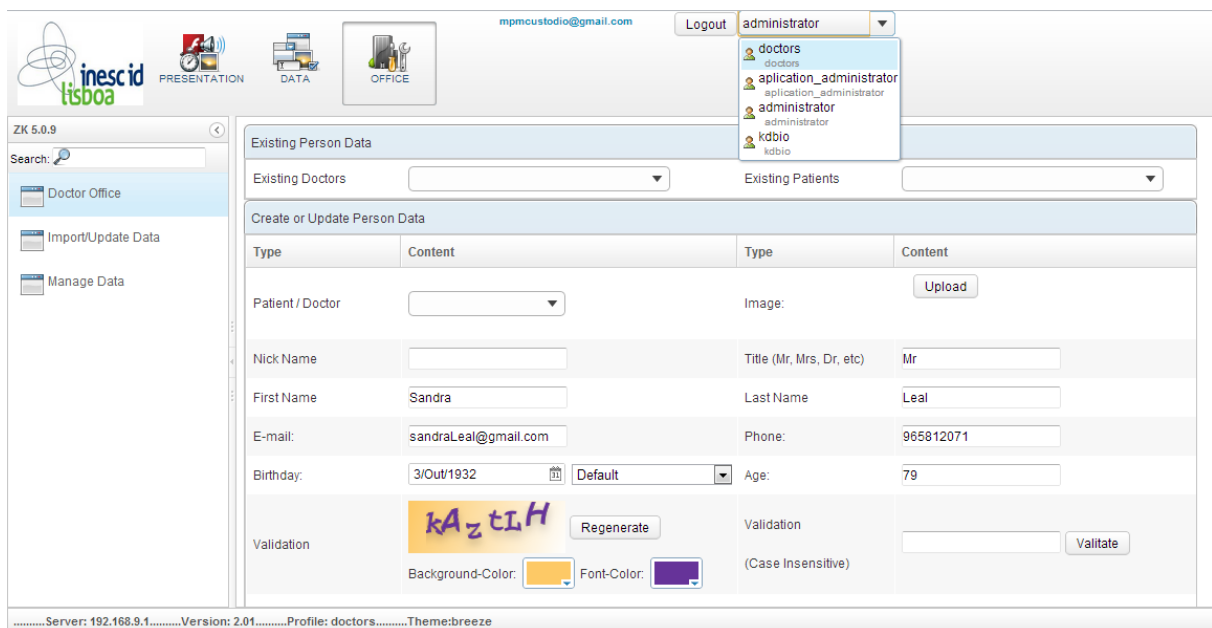 mpmcustodio@gmail.com
Logout
administrator
doctors
doctors
aplication_administrator
aplication_administrator
administrator
administrator
kdbio
kdbio
inesc id
lisboa
PRESENTATION
DATA
OFFICE
ZK 5.0.9
Search:
Doctor Office
Import/Update Data
Manage Data
Existing Person Data
Existing Doctors
Existing Patients
Create or Update Person Data
Type Content Type Content
Patient / Doctor
Image:
Upload
Nick Name
Title (Mr, Mrs, Dr, etc) Mr
First Name Sandra
Last Name Leal
E-mail: sandraLeal@gmail.com
Phone: 965812071
Birthday: 3/Out/1932 31 Default
Age: 79
Validation
kAztLH
Regenerate
Background-Color:
Font-Color:
Validation
(Case Insensitive)
Valitate
..........Server: 192.168.9.1..........Version: 2.01..........Profile: doctors..........Theme:breeze